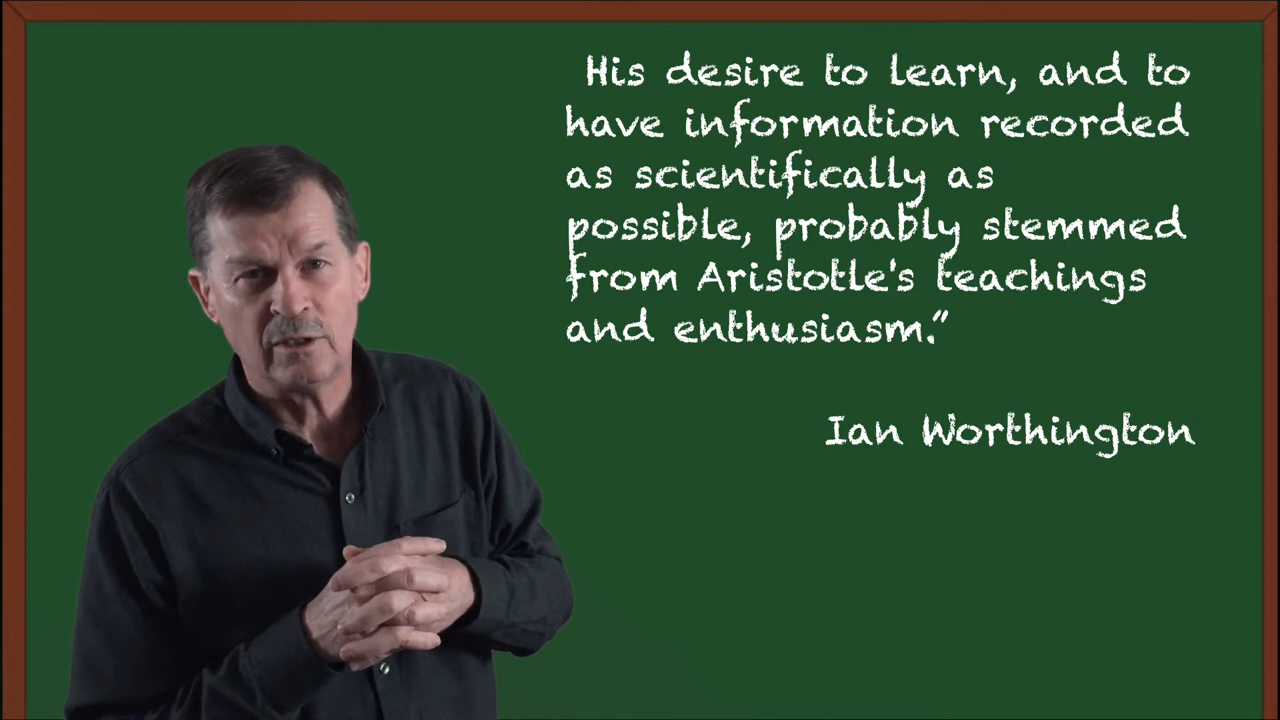 His desire to learn, and to
have information recorded
as scientifically as
possible, probably stemmed
from Aristotle's teachings
and enthusiasm.”
Ian Worthington